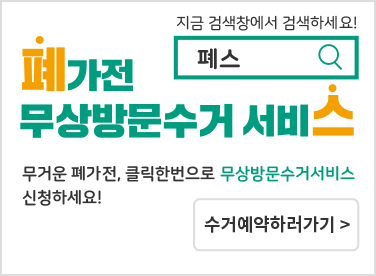 지금 검색창에서 검색하세요!
폐스
폐가전
무상방문수거 서비스
무거운 폐가전, 클릭한번으로 무상방문수거서비스
신청하세요!
수거예약하러가기 >